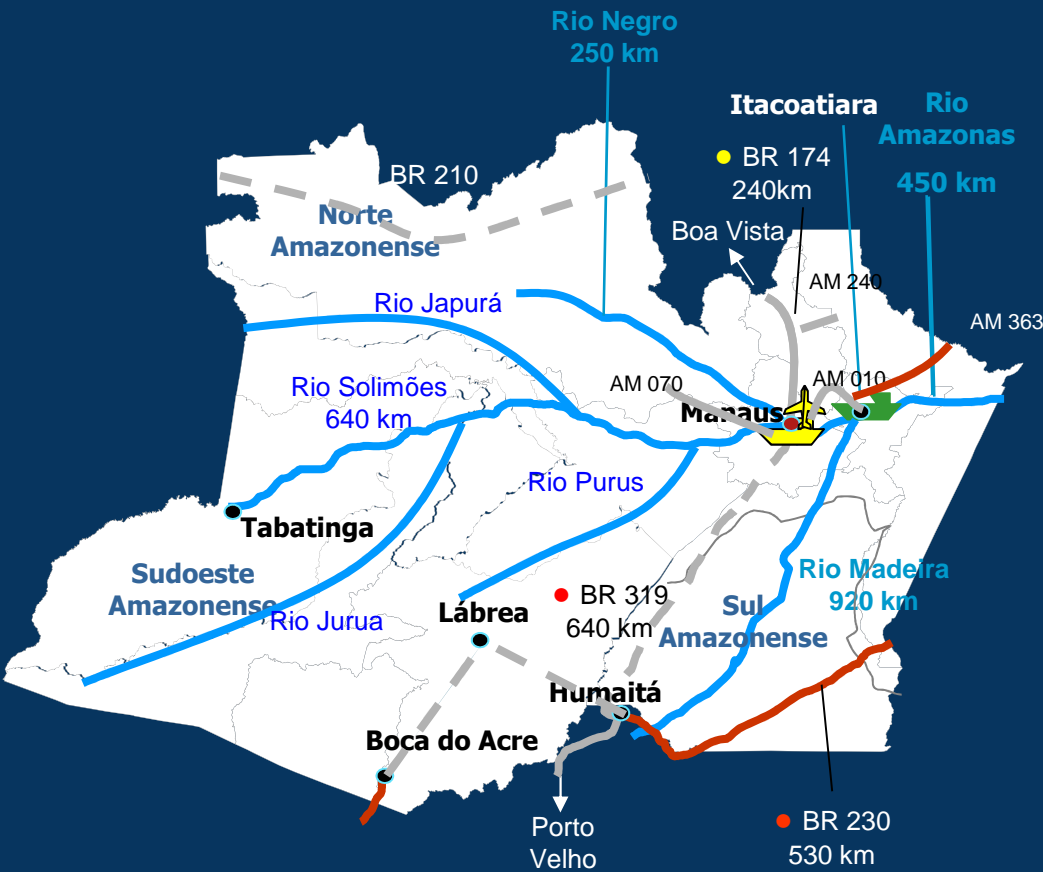 Rio Negro
250 km
Itacoatiara
Rio
Amazonas
450 km
BR 174
240km
BR 210
Norte
Amazonense
Boa Vista
AM 240
Rio Japurá
AM 363
Rio Solimões
640 km
AM 070
AM 010
Manaus
Rio Purus
Tabatinga
Sudoeste
Amazonense
Rio Jurua
Lábrea
BR 319
640 km
Sul
Amazonense
Rio Madeira
920 km
Humaitá
Boca do Acre
Porto
Velho
BR 230
530 km